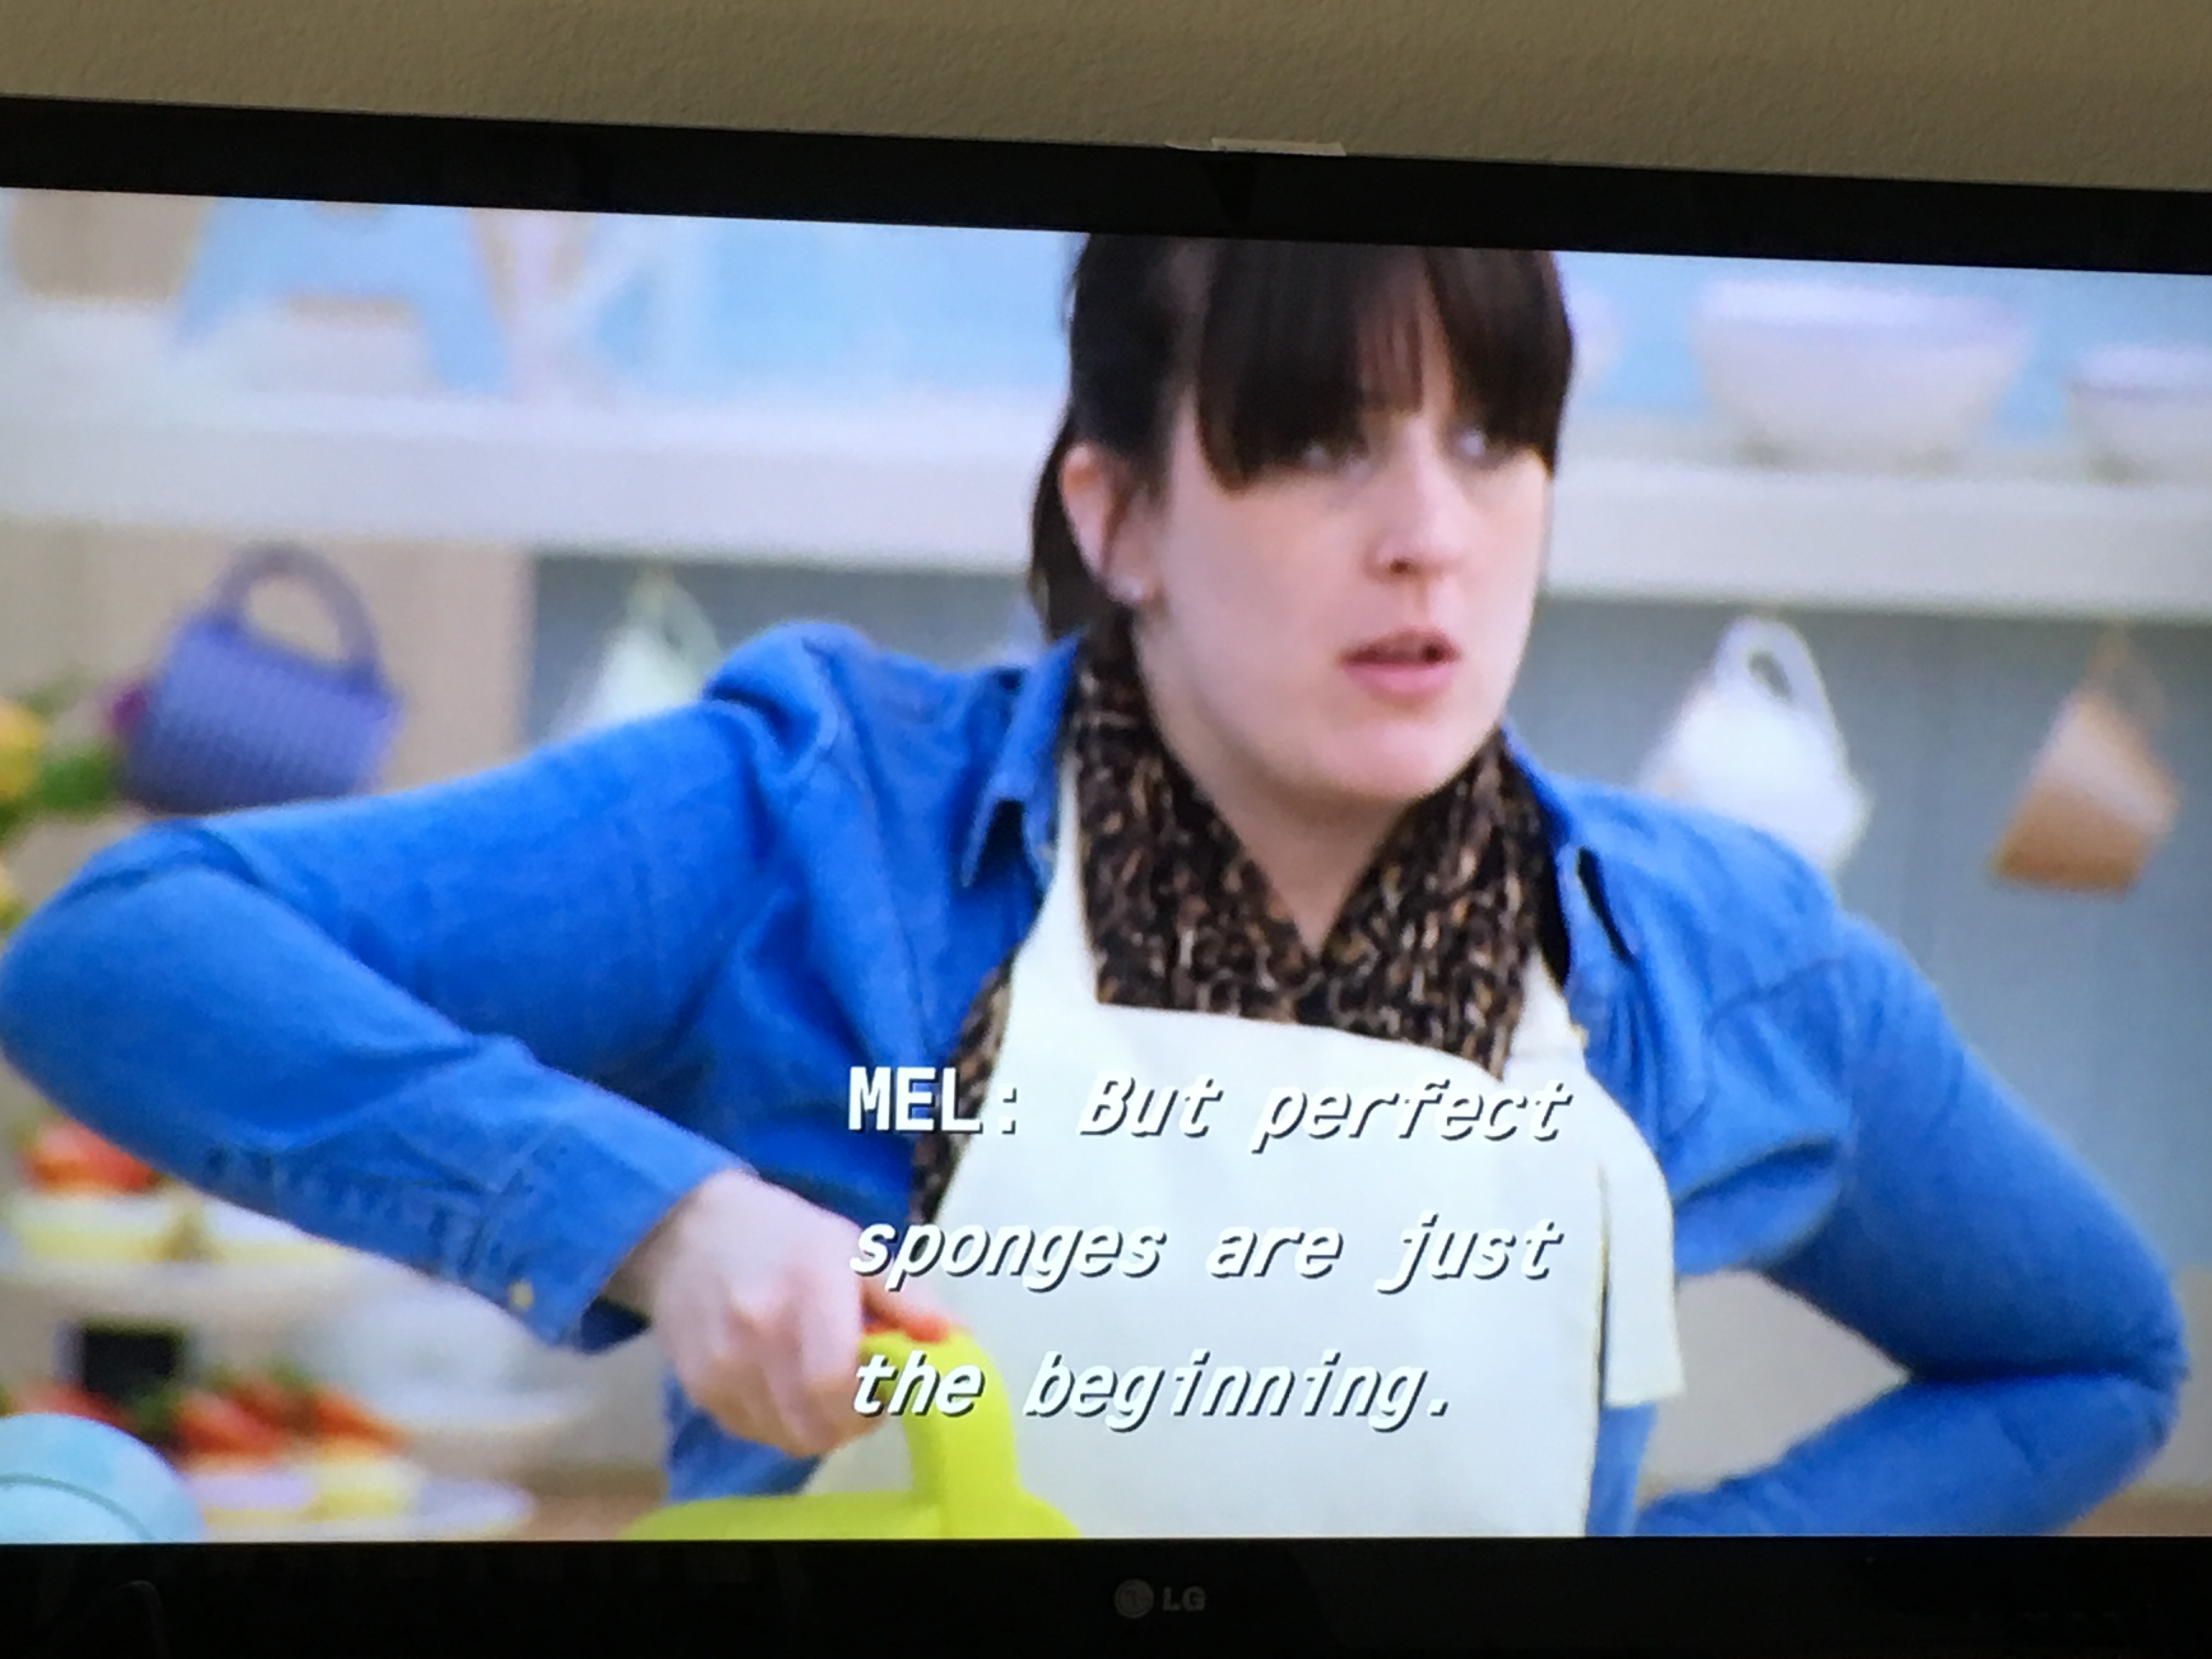 MEL: But perfect
sponges are just
the beginning.
LG